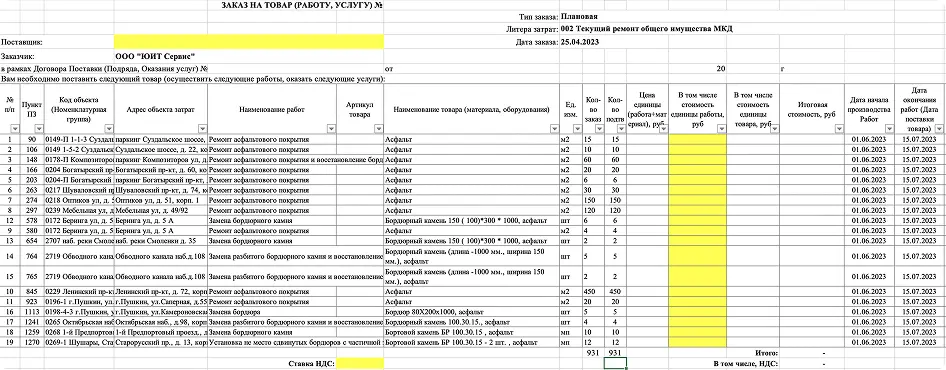 ЗАКАЗ НА ТОВАР (РАБОТУ, УСЛУГУ) №
Тип заказа: Плановая
Литера затрат: 002 Текущий ремонт общего имущества МКД
Поставщик: Дата заказа: 25.04.2023
Заказчик: ООО "ЮИТ Сервис"
в рамках Договора Поставки (Подряда, Оказания услуг) № от 20 г
Вам необходимо поставить следующий товар (осуществить следующие работы, оказать следующие услуги):
№ п/п Пункт ПЗ Код объекта (Номенклатурная группа) Адрес объекта затрат Наименование работ Артикул товара Наименование товара (материала, оборудования) Ед. изм. Кол-во заказ Кол-во подтв Цена единицы (работа+материал), руб В том числе стоимость единицы работы, руб В том числе стоимость единицы товара, руб Итоговая стоимость, руб Дата начала производства Работ Дата окончания работ (Дата поставки товара)
1 90 0149-П 1-1-3 Суздальс паркинг Суздальское шоссе, Ремонт асфальтового покрытия Асфальт м2 15 15 01.06.2023 15.07.2023
2 106 0149 1-5-2 Суздальск Суздальское шоссе, д. 22, ко Ремонт асфальтового покрытия Асфальт м2 10 10 01.06.2023 15.07.2023
3 148 0178-П Композиторов паркинг Композиторов ул, д. Ремонт асфальтового покрытия и восстановление борд Асфальт м2 60 60 01.06.2023 15.07.2023
4 166 0204 Богатырский пр Богатырский пр-кт, д. 60, ко Ремонт асфальтового покрытия Асфальт м2 20 20 01.06.2023 15.07.2023
5 203 0204-П Богатырский паркинг Богатырский пр-кт, Ремонт асфальтового покрытия Асфальт м2 6 6 01.06.2023 15.07.2023
6 263 0217 Шуваловский пр Шуваловский пр-кт, д. 74, к Ремонт асфальтового покрытия Асфальт м2 30 30 01.06.2023 15.07.2023
7 274 0218 Оптиков ул, д. 5 Оптиков ул, д. 51, корп. 1 Ремонт асфальтового покрытия Асфальт м2 150 150 01.06.2023 15.07.2023
8 297 0239 Мебельная ул, д Мебельная ул, д. 49/92 Ремонт асфальтового покрытия Асфальт м2 120 120 01.06.2023 15.07.2023
12 578 0172 Беринга ул, д. 5 Беринга ул, д. 5 А Замена бордюрного камня Бордюрный камень 150 ( 100)*300 * 1000, асфальт шт 6 6 01.06.2023 15.07.2023
9 580 0172 Беринга ул, д. 5 Беринга ул, д. 5 А Ремонт асфальтового покрытия Асфальт м2 4 4 01.06.2023 15.07.2023
13 654 2707 наб. реки Смоле наб. реки Смоленки д. 35 Замена бордюрного камня Бордюрный камень 150 ( 100)*300 * 1000, асфальт шт 2 2 01.06.2023 15.07.2023
14 764 2719 Обводного кана Обводного канала наб.д.108 Замена разбитого бордюрного камня и восстановление Бордюрный камень (длина -1000 мм., ширина 150 мм.), асфальт шт 5 5 01.06.2023 15.07.2023
15 765 2719 Обводного кана Обводного канала наб.д.108 Замена разбитого бордюрного камня и восстановление Бордюрный камень (длина -1000 мм., ширина 150 мм.), асфальт шт 2 2 01.06.2023 15.07.2023
10 845 0229 Ленинский пр-к Ленинский пр-кт, д. 72, корп Ремонт асфальтового покрытия Асфальт м2 450 450 01.06.2023 15.07.2023
11 923 0196-1 г.Пушкин, ул. г.Пушкин, ул.Саперная, д.55 Ремонт асфальтового покрытия Асфальт м2 20 20 01.06.2023 15.07.2023
16 1113 0198-4-3 г.Пушкин, у г.Пушкин, ул.Камероновска Замена бордюра Бордюр 80Х200х1000, асфальт шт 5 5 01.06.2023 15.07.2023
17 1241 0265 Октябрьская на Октябрьская наб., д.98, корп Замена разбитого бордюрного камня и восстановление Бордюрный камень 100.30.15., асфальт шт 4 4 01.06.2023 15.07.2023
18 1259 0268 1-й Предпортов 1-й Предпортовый проезд, д Замена бордюрного камня Бортовой камень БР 100.30.15 , асфальт мп 10 10 01.06.2023 15.07.2023
19 1270 0269-1 Шушары, Ста Старорусский пр., д. 13, кор Установка не место сдвинутых бордюров с частичной Бортовой камень БР 100.30.15 - 2 шт. , асфальт мп 12 12 01.06.2023 15.07.2023
931 931 Итого: -
Ставка НДС: В том числе, НДС: -